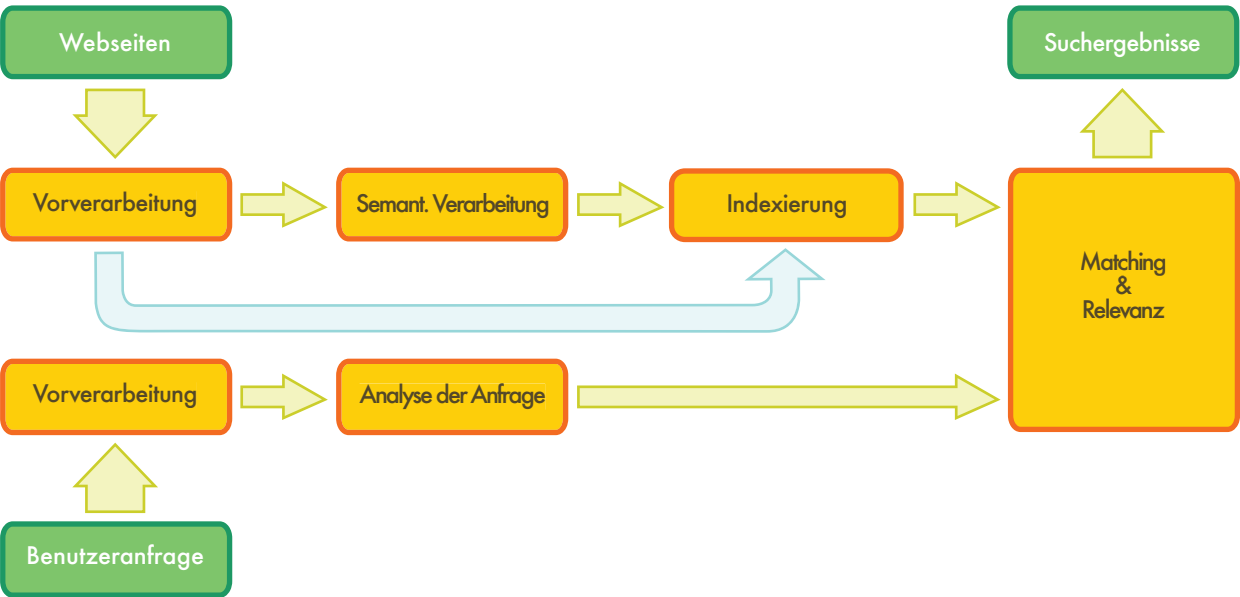 Webseiten
Suchergebnisse
Vorverarbeitung
Semant. Verarbeitung
Indexierung
Matching
&
Relevanz
Vorverarbeitung
Analyse der Anfrage
Benutzeranfrage